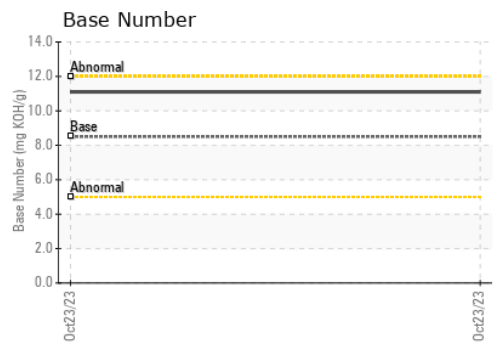 Base Number
14.0
Abnormal
12.0
10.0
Base
8.0
6.0
Abnormal
4.0
2.0
0.0
Base Number (mg KOH/g)
Oct23/23
Oct23/23